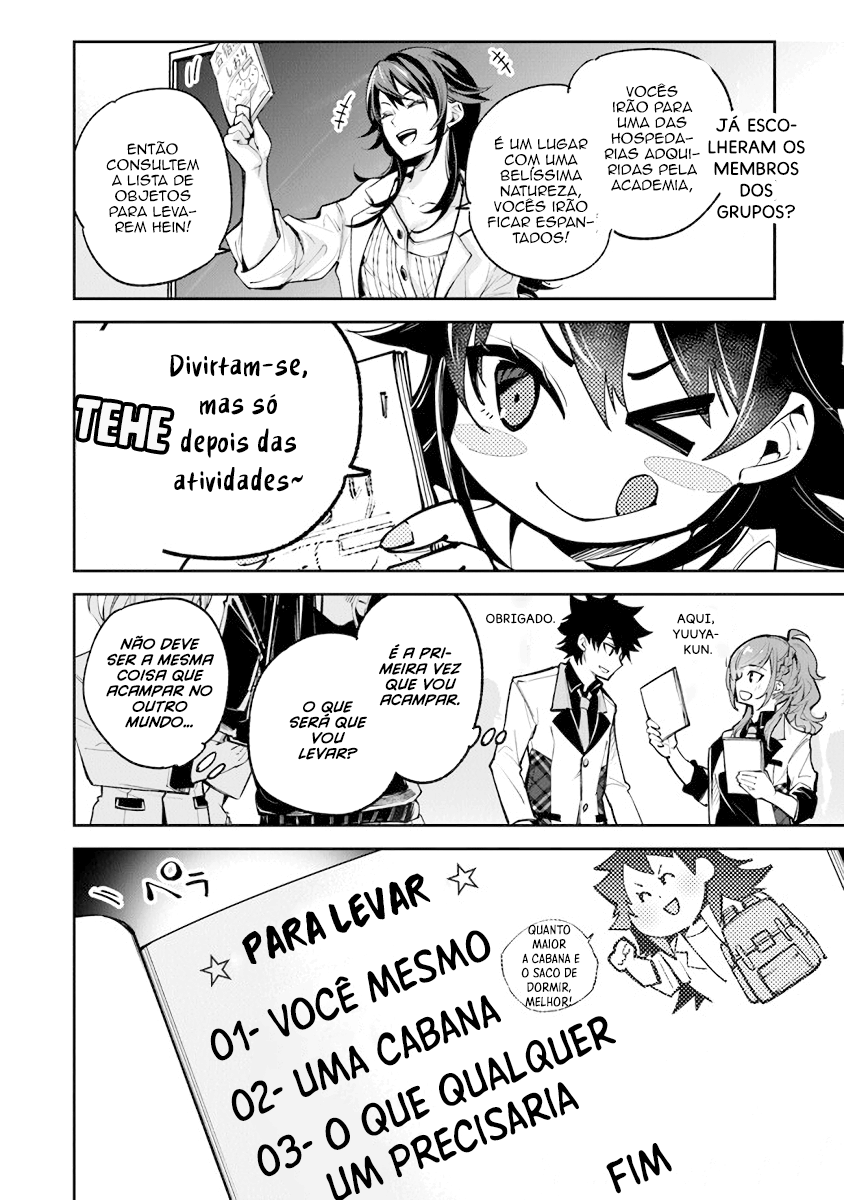 JÁ ESCO-
LHERAM OS
MEMBROS
DOS
GRUPOS?
VOCÊS
IRÃO PARA
UMA DAS
HOSPEDA-
RIAS ADQUI-
RIDAS PELA
ACADEMIA,
É UM LUGAR
COM UMA
BELÍSSIMA
NATUREZA,
VOCÊS IRÃO
FICAR ESPAN-
TADOS!
ENTÃO
CONSULTEM
A LISTA DE
OBJETOS
PARA LEVA-
REM HEIN!
Divirtam-se,
mas só
depois das
atividades~
TEHE
AQUI,
YUUYA-
KUN.
OBRIGADO.
É A PRI-
MEIRA VEZ
QUE VOU
ACAMPAR.
O QUE
SERÁ QUE
VOU
LEVAR?
NÃO DEVE
SER A MESMA
COISA QUE
ACAMPAR NO
OUTRO
MUNDO...
ペラ
☆ PARA LEVAR ☆
QUANTO
MAIOR
A CABANA E
O SACO DE
DORMIR,
MELHOR!
01- VOCÊ MESMO
02- UMA CABANA
03- O QUE QUALQUER
UM PRECISARIA
FIM